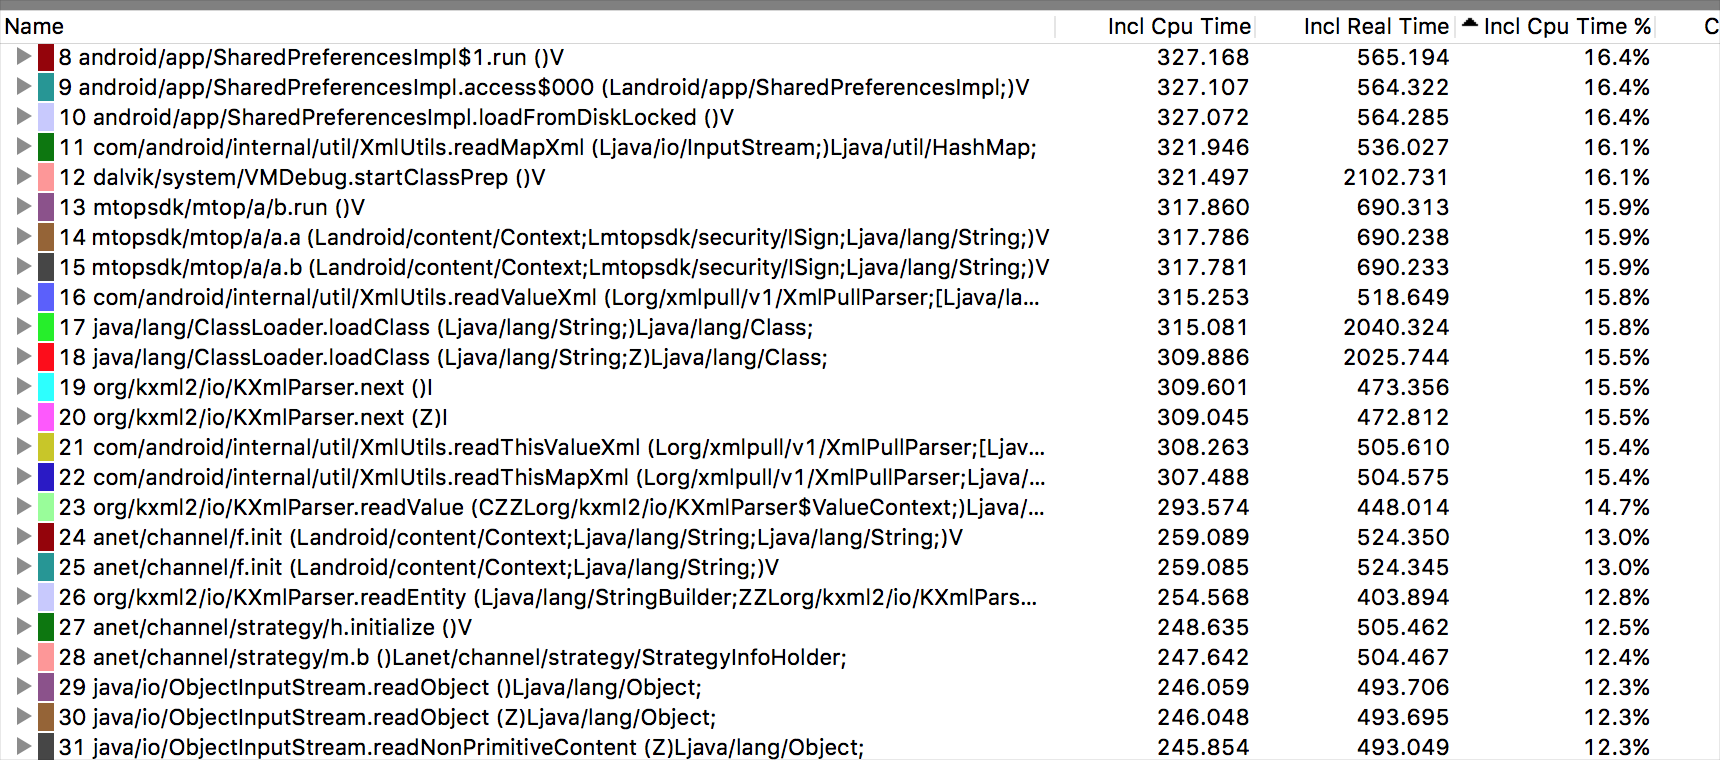 Name Incl Cpu Time Incl Real Time Incl Cpu Time % C
8 android/app/SharedPreferencesImpl$1.run ()V 327.168 565.194 16.4%
9 android/app/SharedPreferencesImpl.access$000 (Landroid/app/SharedPreferencesImpl;)V 327.107 564.322 16.4%
10 android/app/SharedPreferencesImpl.loadFromDiskLocked ()V 327.072 564.285 16.4%
11 com/android/internal/util/XmlUtils.readMapXml (Ljava/io/InputStream;)Ljava/util/HashMap; 321.946 536.027 16.1%
12 dalvik/system/VMDebug.startClassPrep ()V 321.497 2102.731 16.1%
13 mtopsdk/mtop/a/b.run ()V 317.860 690.313 15.9%
14 mtopsdk/mtop/a/a.a (Landroid/content/Context;Lmtopsdk/security/ISign;Ljava/lang/String;)V 317.786 690.238 15.9%
15 mtopsdk/mtop/a/a.b (Landroid/content/Context;Lmtopsdk/security/ISign;Ljava/lang/String;)V 317.781 690.233 15.9%
16 com/android/internal/util/XmlUtils.readValueXml (Lorg/xmlpull/v1/XmlPullParser;[Ljava/la... 315.253 518.649 15.8%
17 java/lang/ClassLoader.loadClass (Ljava/lang/String;)Ljava/lang/Class; 315.081 2040.324 15.8%
18 java/lang/ClassLoader.loadClass (Ljava/lang/String;Z)Ljava/lang/Class; 309.886 2025.744 15.5%
19 org/kxml2/io/KXmlParser.next ()I 309.601 473.356 15.5%
20 org/kxml2/io/KXmlParser.next (Z)I 309.045 472.812 15.5%
21 com/android/internal/util/XmlUtils.readThisValueXml (Lorg/xmlpull/v1/XmlPullParser;[Ljav... 308.263 505.610 15.4%
22 com/android/internal/util/XmlUtils.readThisMapXml (Lorg/xmlpull/v1/XmlPullParser;Ljava/... 307.488 504.575 15.4%
23 org/kxml2/io/KXmlParser.readValue (CZZLorg/kxml2/io/KXmlParser$ValueContext;)Ljava/... 293.574 448.014 14.7%
24 anet/channel/f.init (Landroid/content/Context;Ljava/lang/String;Ljava/lang/String;)V 259.089 524.350 13.0%
25 anet/channel/f.init (Landroid/content/Context;Ljava/lang/String;)V 259.085 524.345 13.0%
26 org/kxml2/io/KXmlParser.readEntity (Ljava/lang/StringBuilder;ZZLorg/kxml2/io/KXmlPars... 254.568 403.894 12.8%
27 anet/channel/strategy/h.initialize ()V 248.635 505.462 12.5%
28 anet/channel/strategy/m.b ()Lanet/channel/strategy/StrategyInfoHolder; 247.642 504.467 12.4%
29 java/io/ObjectInputStream.readObject ()Ljava/lang/Object; 246.059 493.706 12.3%
30 java/io/ObjectInputStream.readObject (Z)Ljava/lang/Object; 246.048 493.695 12.3%
31 java/io/ObjectInputStream.readNonPrimitiveContent (Z)Ljava/lang/Object; 245.854 493.049 12.3%